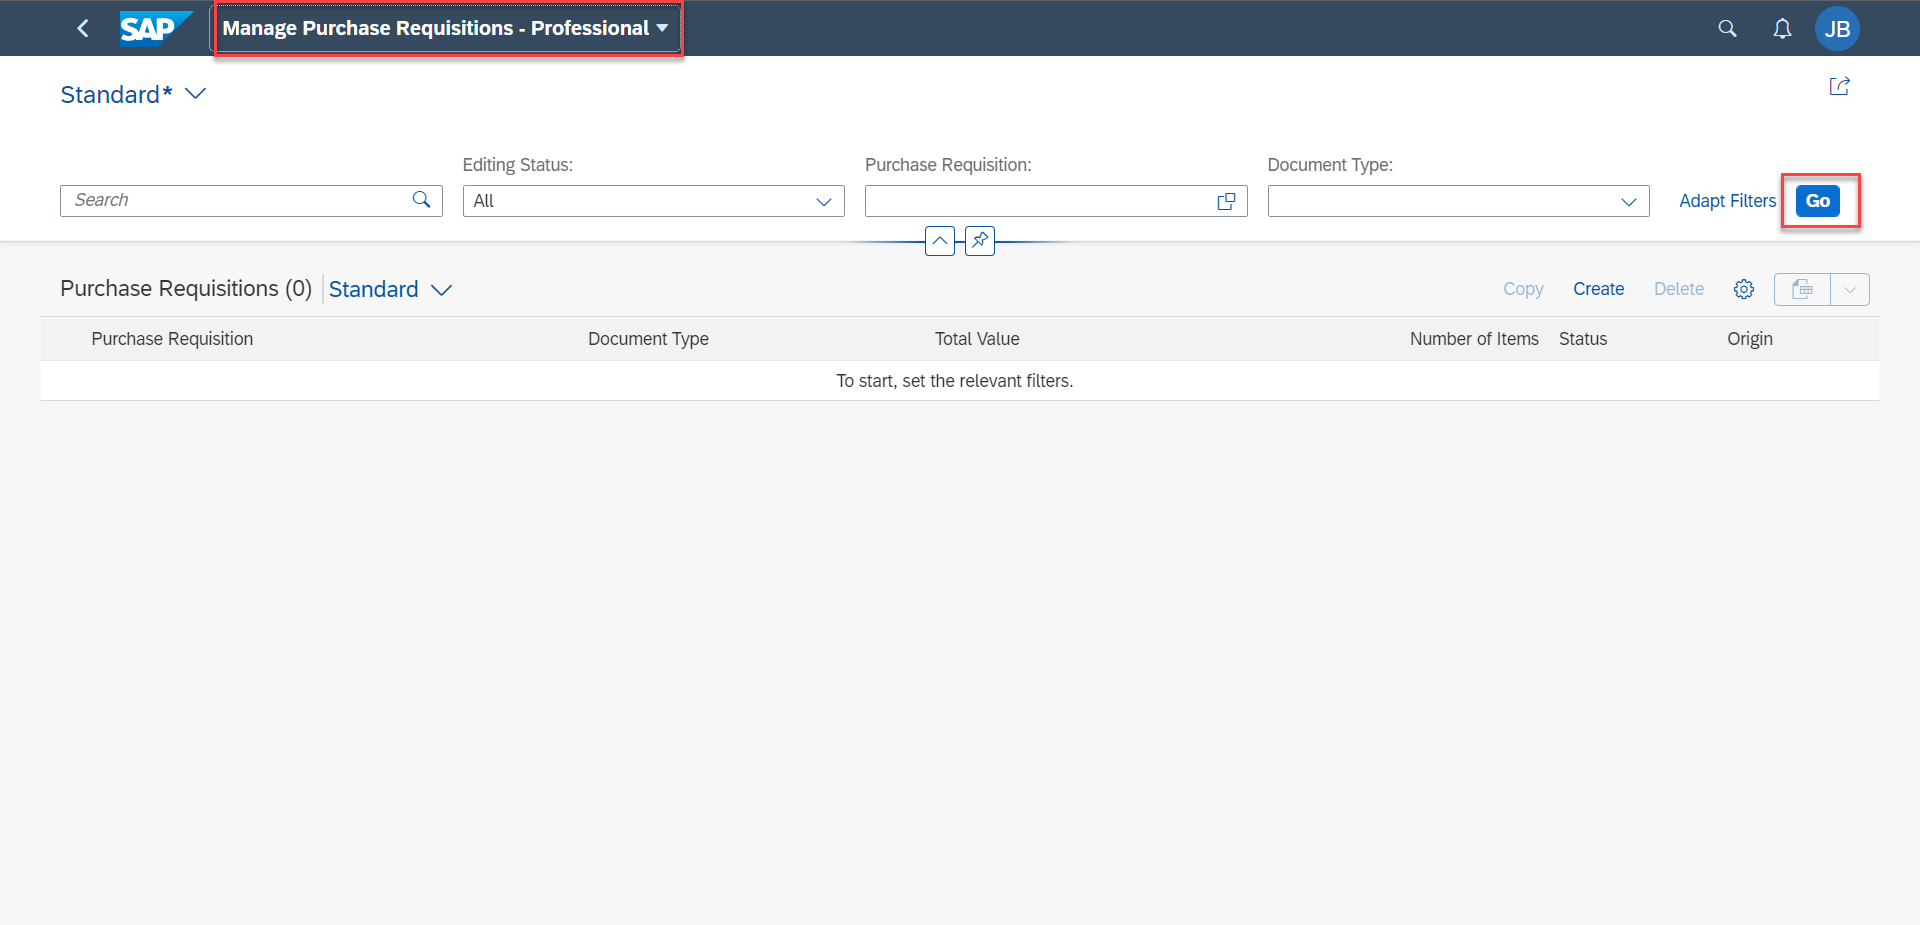 SAP Manage Purchase Requisitions - Professional JB
Standard*
Editing Status: Purchase Requisition: Document Type:
Search All Adapt Filters Go
Purchase Requisitions (0) Standard Copy Create Delete
Purchase Requisition Document Type Total Value Number of Items Status Origin
To start, set the relevant filters.